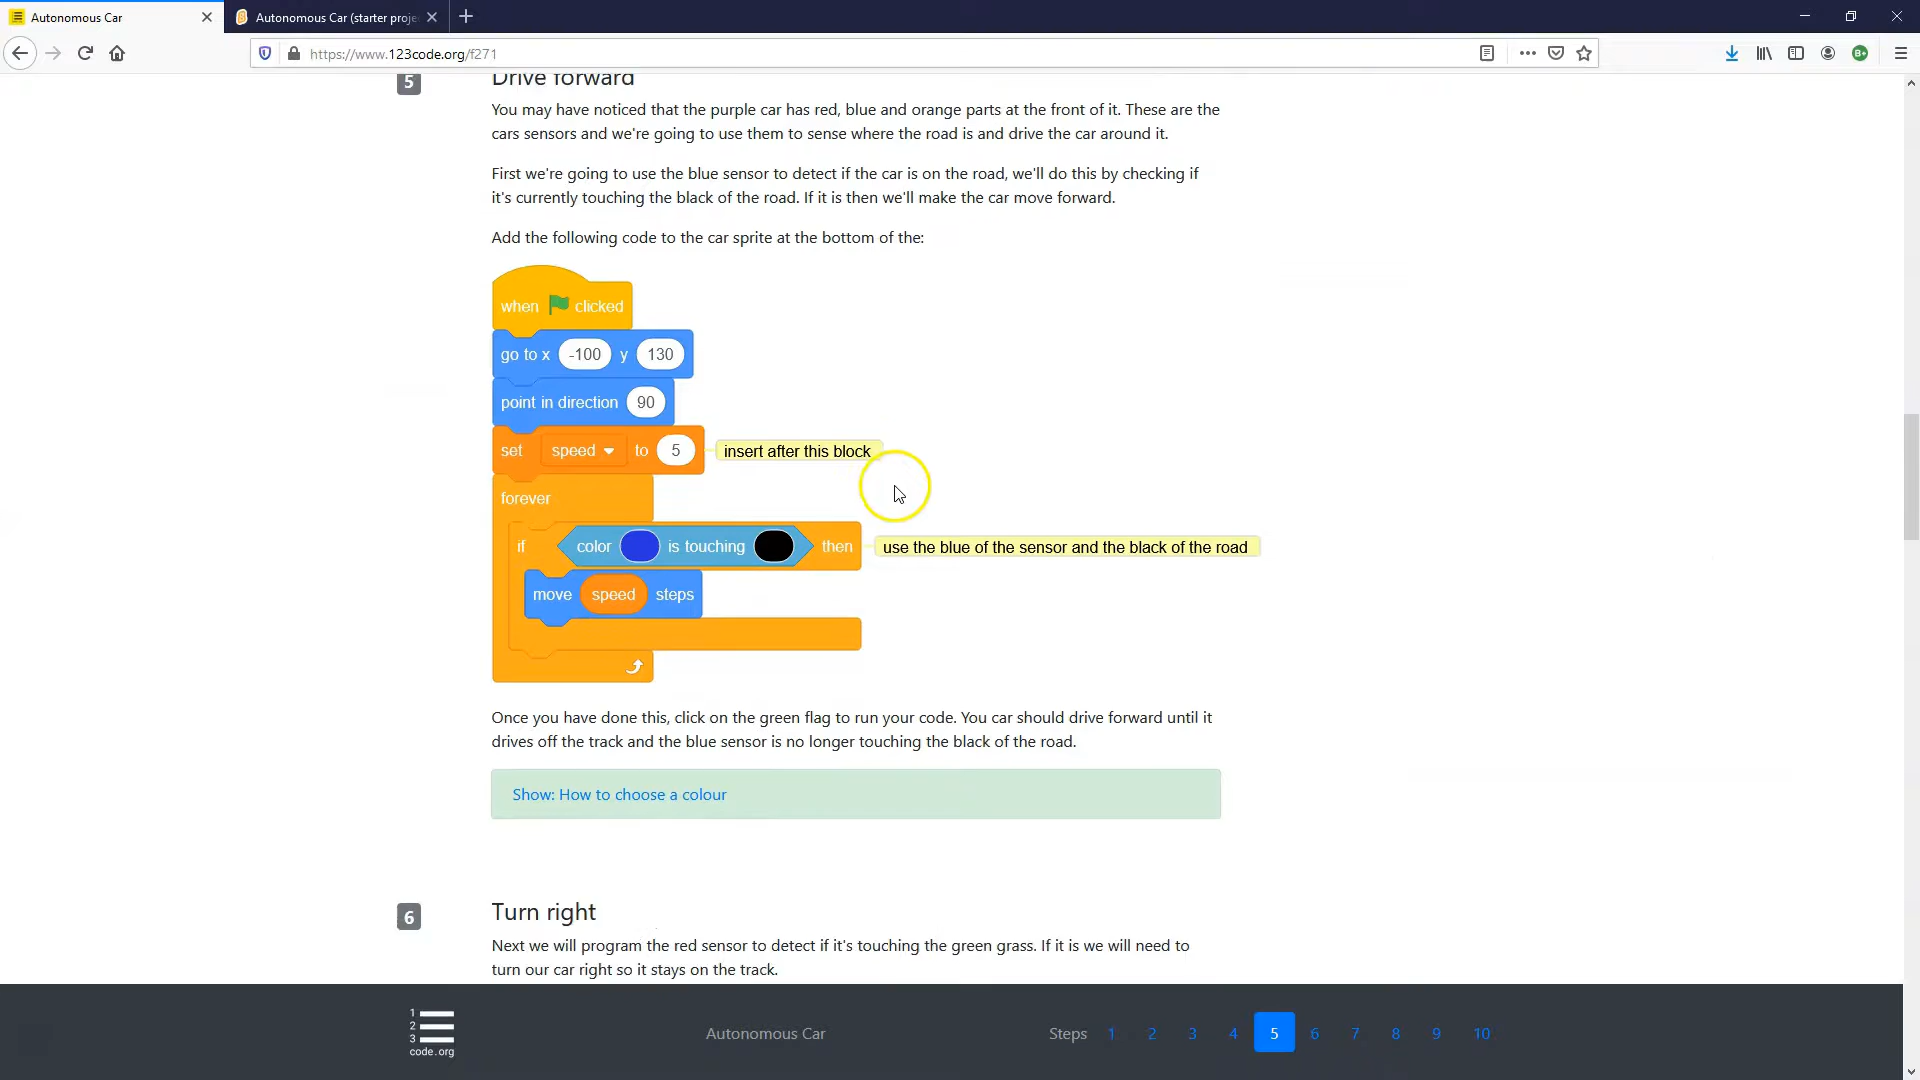 Autonomous Car
Autonomous Car (starter proje
https://www.123code.org/f271
5
Drive forward
You may have noticed that the purple car has red, blue and orange parts at the front of it. These are the
cars sensors and we're going to use them to sense where the road is and drive the car around it.
First we're going to use the blue sensor to detect if the car is on the road, we'll do this by checking if
it's currently touching the black of the road. If it is then we'll make the car move forward.
Add the following code to the car sprite at the bottom of the:
when clicked
go to x -100 y 130
point in direction 90
set speed to 5
insert after this block
forever
if color is touching then
use the blue of the sensor and the black of the road
move speed steps
Once you have done this, click on the green flag to run your code. You car should drive forward until it
drives off the track and the blue sensor is no longer touching the black of the road.
Show: How to choose a colour
6
Turn right
Next we will program the red sensor to detect if it's touching the green grass. If it is we will need to
turn our car right so it stays on the track.
1
2
3
code.org
Autonomous Car
Steps 1 2 3 4 5 6 7 8 9 10